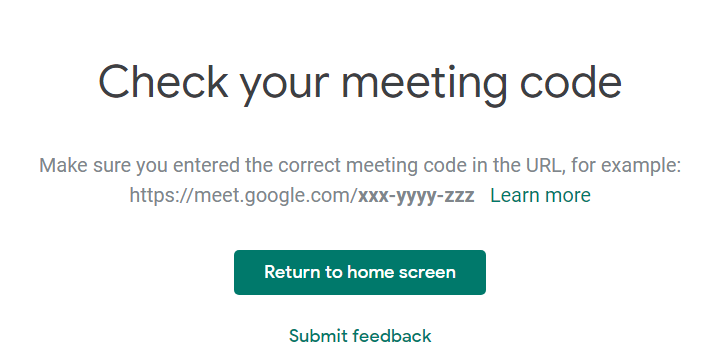 Check your meeting code
Make sure you entered the correct meeting code in the URL, for example:
https://meet.google.com/xxx-yyyy-zzz Learn more
Return to home screen
Submit feedback